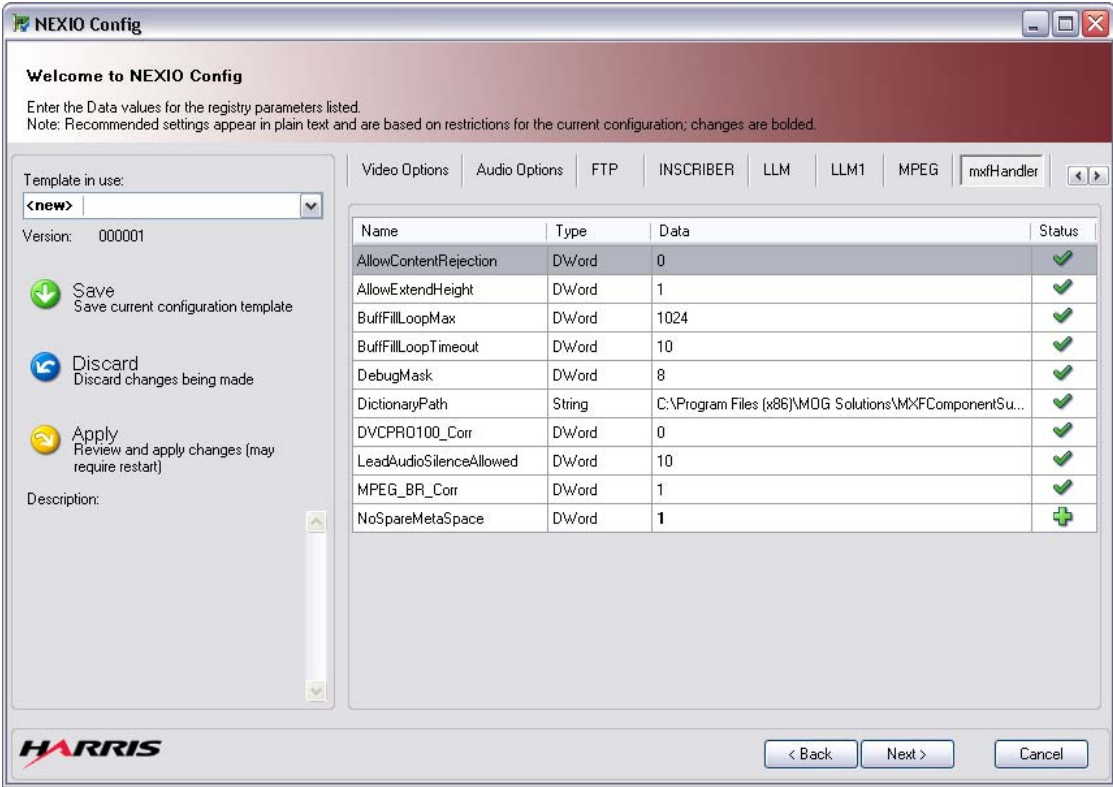 NEXIO Config
Welcome to NEXIO Config
Enter the Data values for the registry parameters listed.
Note: Recommended settings appear in plain text and are based on restrictions for the current configuration; changes are bolded.
Template in use:
<new>
Version: 000001
Save
Save current configuration template
Discard
Discard changes being made
Apply
Review and apply changes (may
require restart)
Description:
Video Options Audio Options FTP INSCRIBER LLM LLM1 MPEG mxfHandler
Name Type Data Status
AllowContentRejection DWord 0
AllowExtendHeight DWord 1
BuffFillLoopMax DWord 1024
BuffFillLoopTimeout DWord 10
DebugMask DWord 8
DictionaryPath String C:\Program Files (x86)\MOG Solutions\MXFComponentSu...
DVCPRO100_Corr DWord 0
LeadAudioSilenceAllowed DWord 10
MPEG_BR_Corr DWord 1
NoSpareMetaSpace DWord 1
HARRIS
< Back Next > Cancel